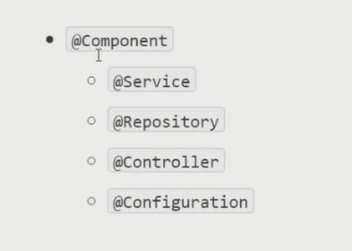 @Component
@Service
@Repository
@Controller
@Configuration